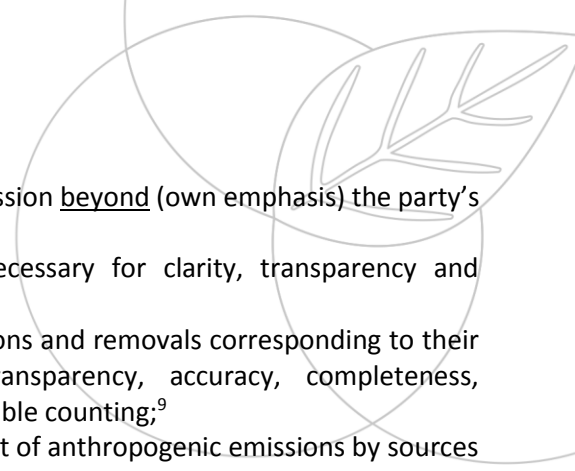 ssion beyond (own emphasis) the party’s
ecessary for clarity, transparency and
ons and removals corresponding to their
ransparency, accuracy, completeness,
ble counting;⁹
t of anthropogenic emissions by sources